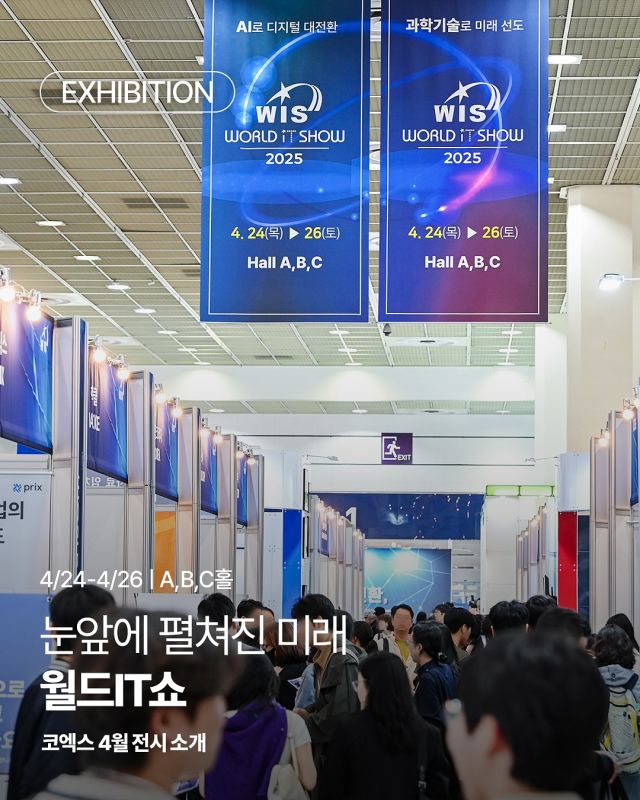 AI로 디지털 대전환
WIS
WORLD IT SHOW
2025
4. 24(목) ▶ 26(토)
Hall A,B,C
과학기술로 미래 선도
WIS
WORLD IT SHOW
2025
4. 24(목) ▶ 26(토)
Hall A,B,C
EXHIBITION
EXIT
prix
업의
4/24-4/26 | A,B,C홀
눈앞에 펼쳐진 미래
월드IT쇼
코엑스 4월 전시 소개